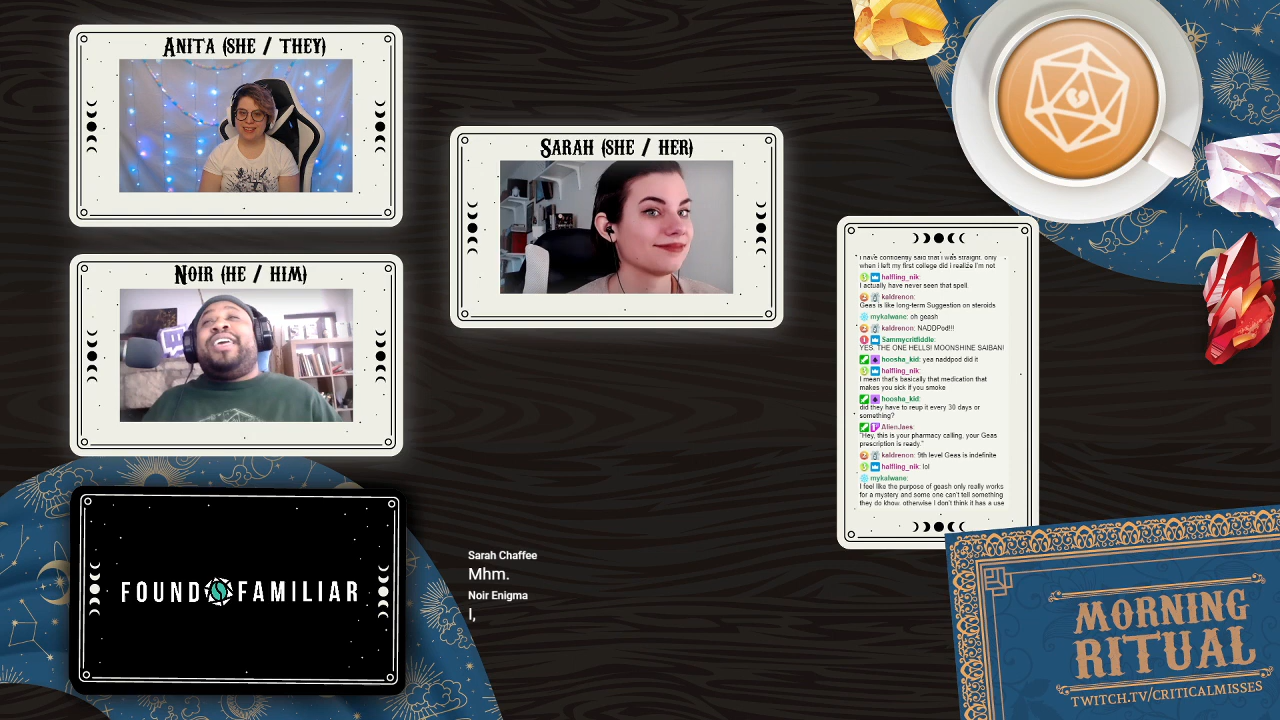 ANITA (SHE / THEY)
SARAH (SHE / HER)
NOIR (HE / HIM)
I have confidently said that I was straight, only
when I left my first college did I realize I'm not
halfling_nik:
I actually have never seen that spell.
kaldrenon:
Geas is like long-term Suggestion on steroids
mykalwane: oh geash
kaldrenon: NADDPod!!!
Sammycritfiddle:
YES. THE ONE HELLS! MOONSHINE SAIBAN!
hoosha_kid: yea naddpod did it
halfling_nik:
I mean that's basically that medication that
makes you sick if you smoke
hoosha_kid:
did they have to reup it every 30 days or
something?
AlienJaes:
"Hey, this is your pharmacy calling, your Geas
prescription is ready."
kaldrenon: 9th level Geas is indefinite
halfling_nik: lol
mykalwane:
I feel like the purpose of geash only really works
for a mystery and some one can't tell something
they do know. otherwise I don't think it has a use
FOUND FAMILIAR
Sarah Chaffee
Mhm.
Noir Enigma
I,
MORNING
RITUAL
TWITCH.TV/CRITICALMISSES